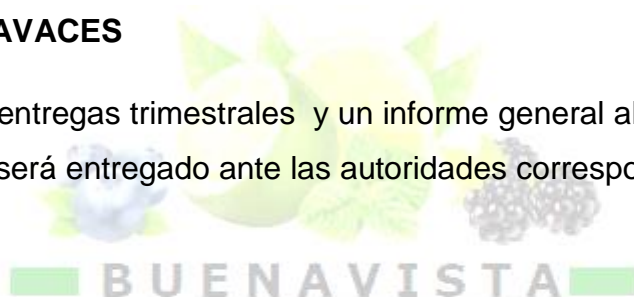 AVACES
entregas trimestrales y un informe general al
será entregado ante las autoridades correspo
BUENAVISTA